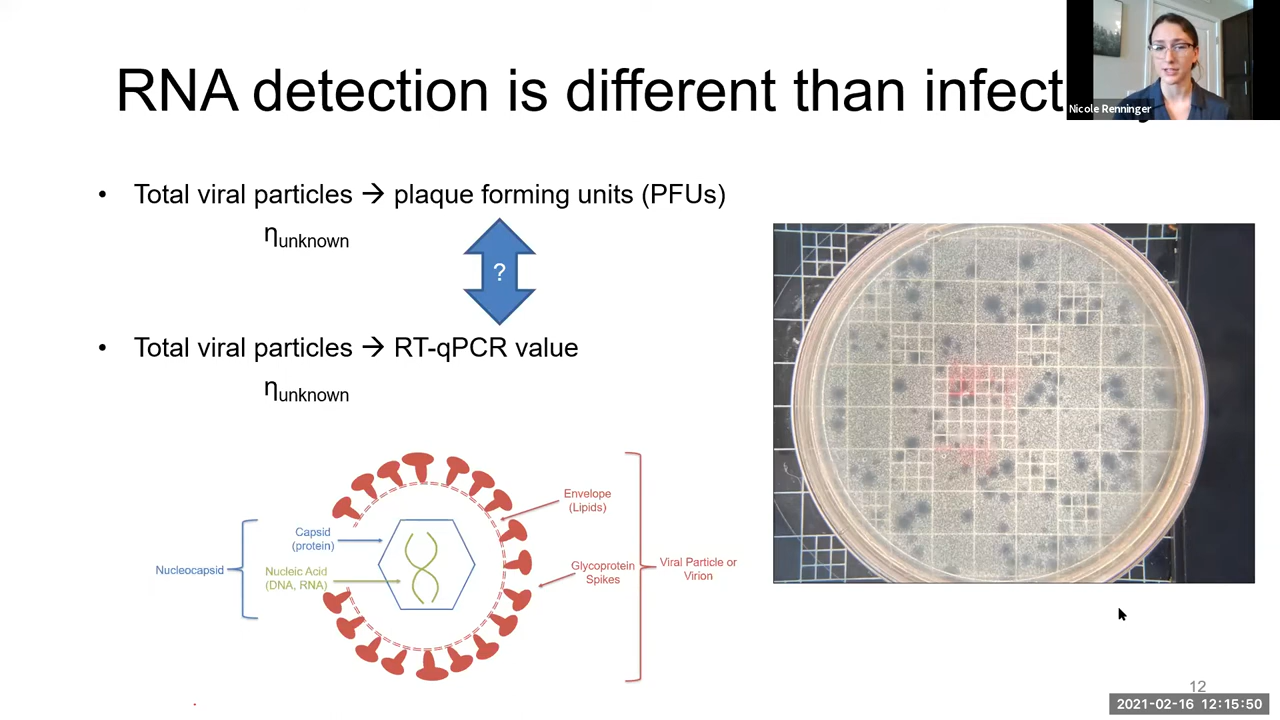 RNA detection is different than infect
Nicole Renninger
• Total viral particles → plaque forming units (PFUs)
ηunknown
?
• Total viral particles → RT-qPCR value
ηunknown
Envelope
(Lipids)
Capsid
(protein)
Nucleocapsid
Nucleic Acid
(DNA, RNA)
Glycoprotein
Spikes
Viral Particle or
Virion
12
2021-02-16 12:15:50